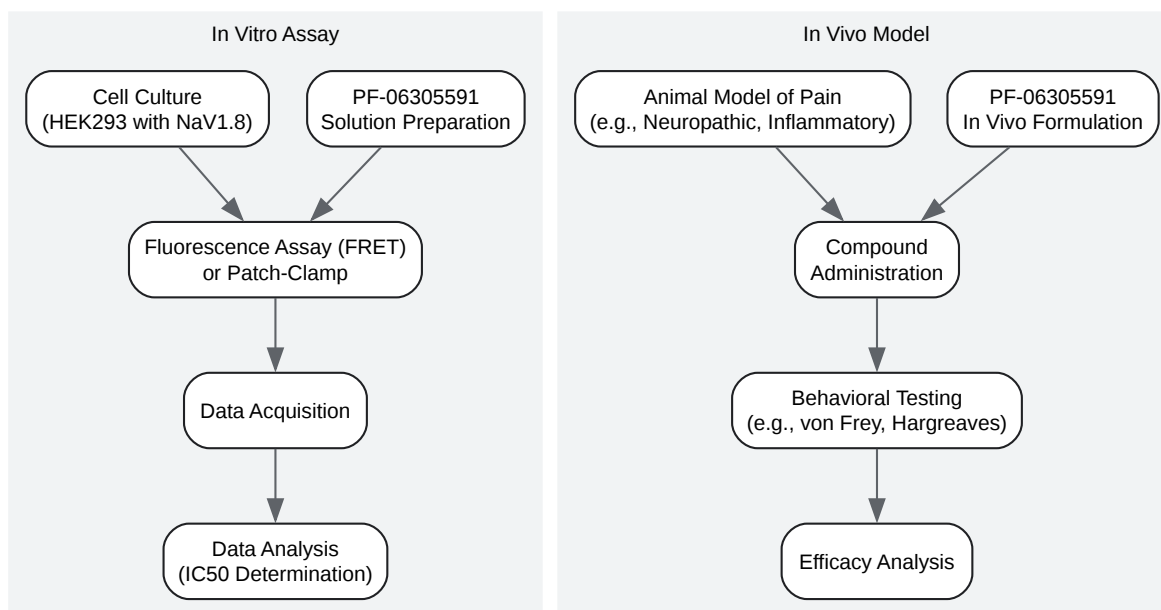 In Vitro Assay
Cell Culture
(HEK293 with NaV1.8)
PF-06305591
Solution Preparation
Fluorescence Assay (FRET)
or Patch-Clamp
Data Acquisition
Data Analysis
(IC50 Determination)
In Vivo Model
Animal Model of Pain
(e.g., Neuropathic, Inflammatory)
PF-06305591
In Vivo Formulation
Compound
Administration
Behavioral Testing
(e.g., von Frey, Hargreaves)
Efficacy Analysis